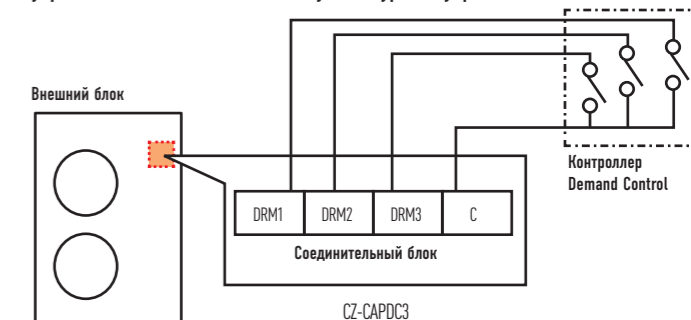 Внешний блок
Контроллер
Demand Control
DRM1 DRM2 DRM3 C
Соединительный блок
CZ-CAPDC3